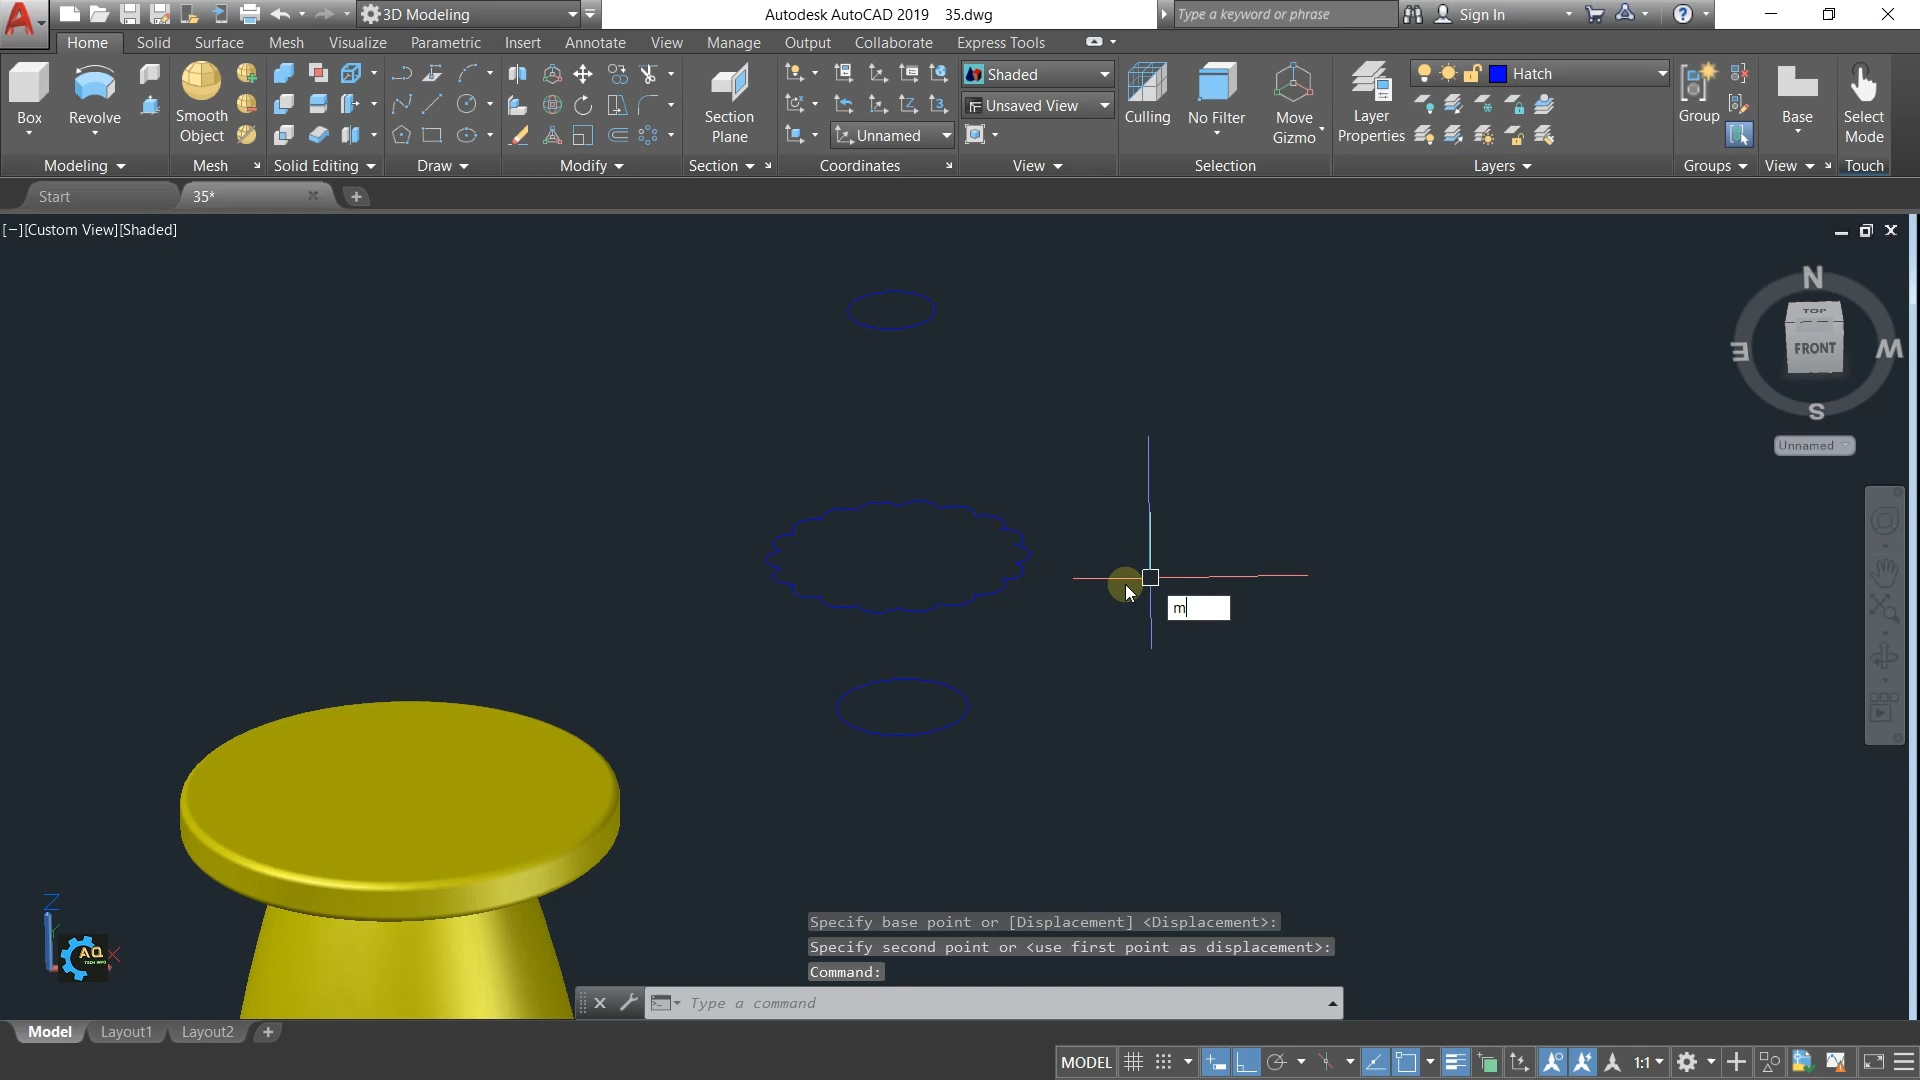 3D Modeling
Autodesk AutoCAD 2019 35.dwg
Type a keyword or phrase
Sign In
Home Solid Surface Mesh Visualize Parametric Insert Annotate View Manage Output Collaborate Express Tools
Box
Revolve
Smooth
Object
Section
Plane
Shaded
Unsaved View
Unnamed
Culling
No Filter
Move
Gizmo
Layer
Properties
Hatch
Group
Base
Select
Mode
Modeling Mesh Solid Editing Draw Modify Section Coordinates View Selection Layers Groups View Touch
Start 35*
[−][Custom View][Shaded]
N
TOP
FRONT
E
W
S
Unnamed
m
Z
Y
X
AQ
TECH INFO
Specify base point or [Displacement] <Displacement>:
Specify second point or <use first point as displacement>:
Command:
Type a command
Model Layout1 Layout2
MODEL
1:1